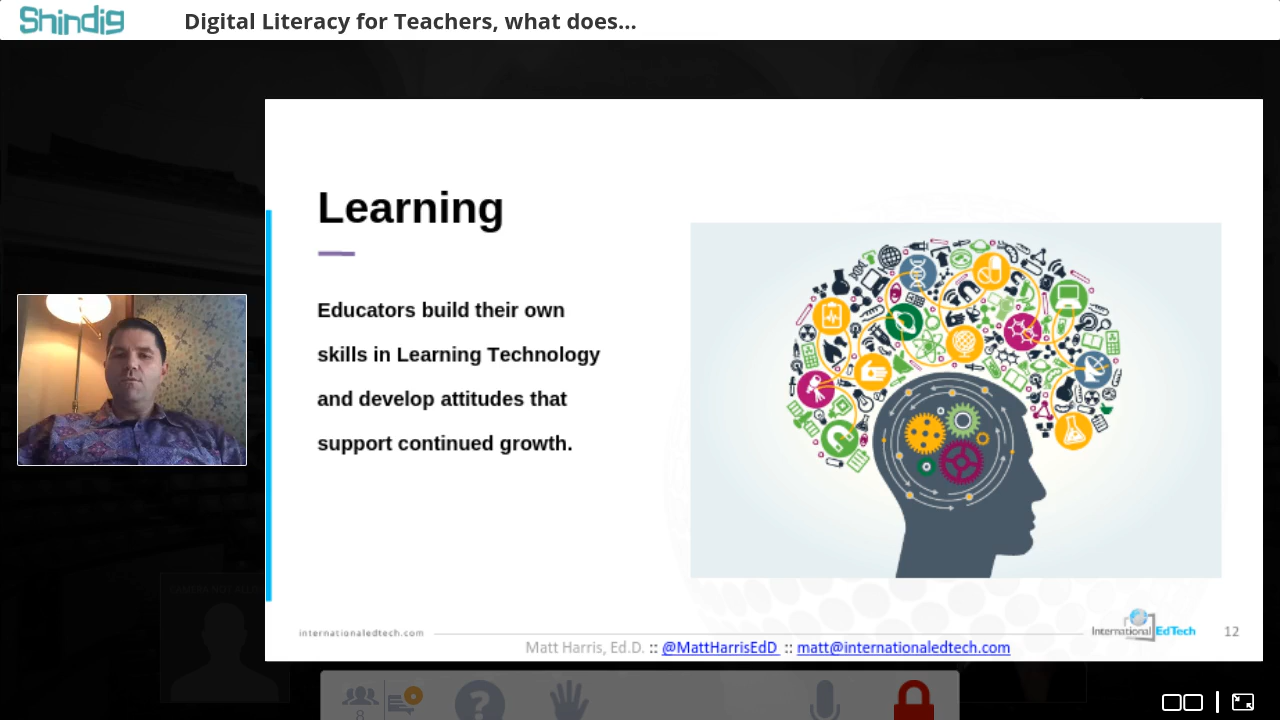 Shindig
Digital Literacy for Teachers, what does...
Learning
Educators build their own
skills in Learning Technology
and develop attitudes that
support continued growth.
internationaledtech.com
International EdTech
12
Matt Harris, Ed.D. :: @MattHarrisEdD :: matt@internationaledtech.com
8